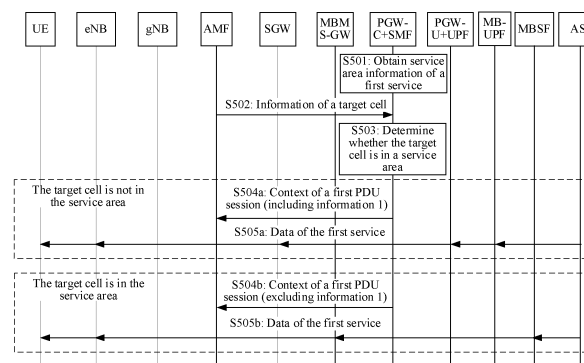 UE
eNB
gNB
AMF
SGW
MBM
S-GW
PGW-
C+SMF
PGW-
U+UPF
MB-
UPF
MBSF
AS
S501: Obtain service
area information of a
first service
S502: Information of a target cell
S503: Determine
whether the target
cell is in a service
area
The target cell is not in
the service area
S504a: Context of a first PDU
session (including information 1)
S505a: Data of the first service
The target cell is in the
service area
S504b: Context of a first PDU
session (excluding information 1)
S505b: Data of the first service